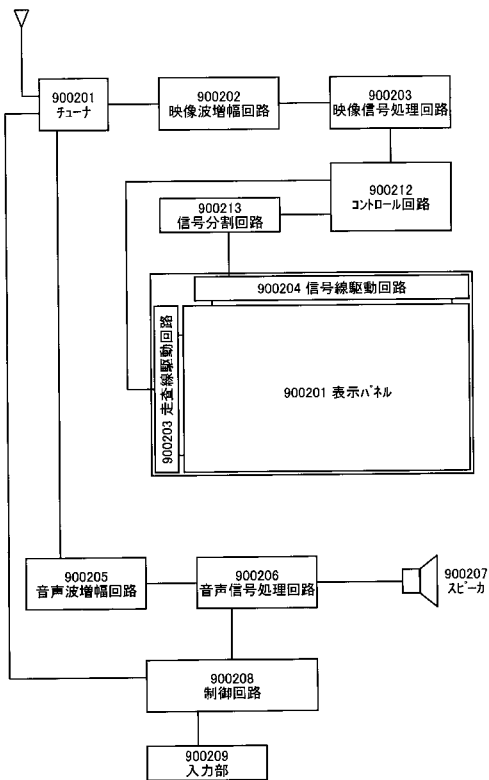 900201
チューナ
900202
映像波増幅回路
900203
映像信号処理回路
900212
コントロール回路
900213
信号分割回路
900204 信号線駆動回路
900203 走査線駆動回路
900201 表示パネル
900205
音声波増幅回路
900206
音声信号処理回路
900207
スピーカ
900208
制御回路
900209
入力部